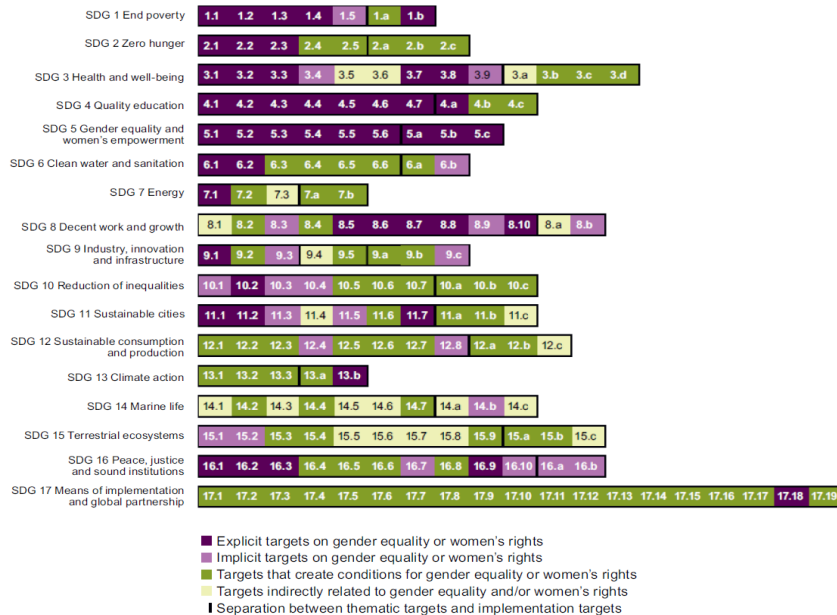 SDG 1 End poverty 1.1 1.2 1.3 1.4 1.5 1.a 1.b
SDG 2 Zero hunger 2.1 2.2 2.3 2.4 2.5 2.a 2.b 2.c
SDG 3 Health and well-being 3.1 3.2 3.3 3.4 3.5 3.6 3.7 3.8 3.9 3.a 3.b 3.c 3.d
SDG 4 Quality education 4.1 4.2 4.3 4.4 4.5 4.6 4.7 4.a 4.b 4.c
SDG 5 Gender equality and
women's empowerment 5.1 5.2 5.3 5.4 5.5 5.6 5.a 5.b 5.c
SDG 6 Clean water and sanitation 6.1 6.2 6.3 6.4 6.5 6.6 6.a 6.b
SDG 7 Energy 7.1 7.2 7.3 7.a 7.b
SDG 8 Decent work and growth 8.1 8.2 8.3 8.4 8.5 8.6 8.7 8.8 8.9 8.10 8.a 8.b
SDG 9 Industry, innovation
and infrastructure 9.1 9.2 9.3 9.4 9.5 9.a 9.b 9.c
SDG 10 Reduction of inequalities 10.1 10.2 10.3 10.4 10.5 10.6 10.7 10.a 10.b 10.c
SDG 11 Sustainable cities 11.1 11.2 11.3 11.4 11.5 11.6 11.7 11.a 11.b 11.c
SDG 12 Sustainable consumption
and production 12.1 12.2 12.3 12.4 12.5 12.6 12.7 12.8 12.a 12.b 12.c
SDG 13 Climate action 13.1 13.2 13.3 13.a 13.b
SDG 14 Marine life 14.1 14.2 14.3 14.4 14.5 14.6 14.7 14.a 14.b 14.c
SDG 15 Terrestrial ecosystems 15.1 15.2 15.3 15.4 15.5 15.6 15.7 15.8 15.9 15.a 15.b 15.c
SDG 16 Peace, justice
and sound institutions 16.1 16.2 16.3 16.4 16.5 16.6 16.7 16.8 16.9 16.10 16.a 16.b
SDG 17 Means of implementation
and global partnership 17.1 17.2 17.3 17.4 17.5 17.6 17.7 17.8 17.9 17.10 17.11 17.12 17.13 17.14 17.15 17.16 17.17 17.18 17.19
Explicit targets on gender equality or women's rights
Implicit targets on gender equality or women's rights
Targets that create conditions for gender equality or women's rights
Targets indirectly related to gender equality and/or women's rights
Separation between thematic targets and implementation targets